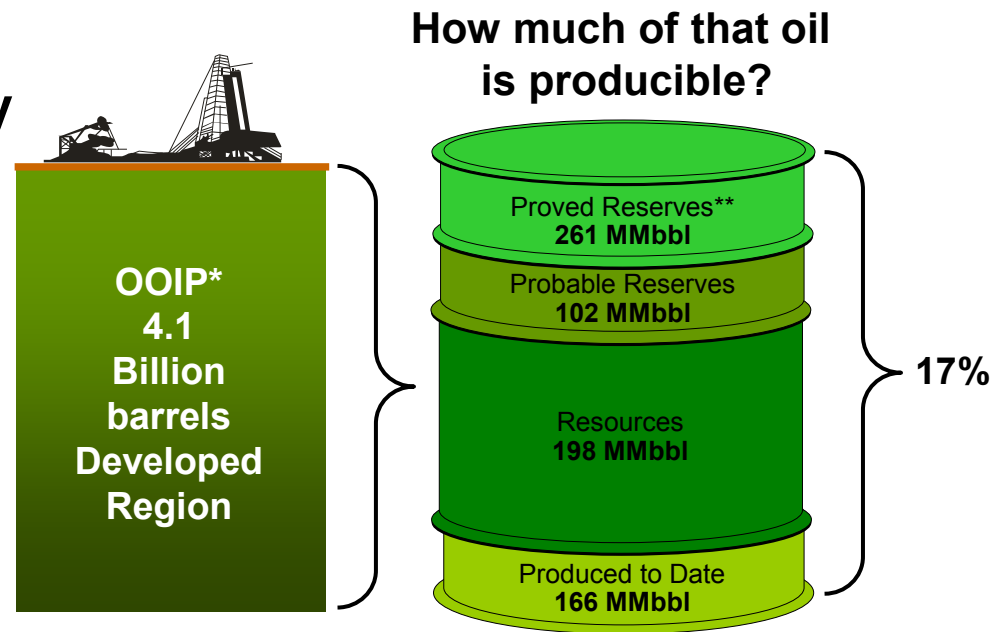 How much of that oil
is producible?
OOIP*
4.1
Billion
barrels
Developed
Region
Proved Reserves**
261 MMbbl
Probable Reserves
102 MMbbl
Resources
198 MMbbl
Produced to Date
166 MMbbl
17%